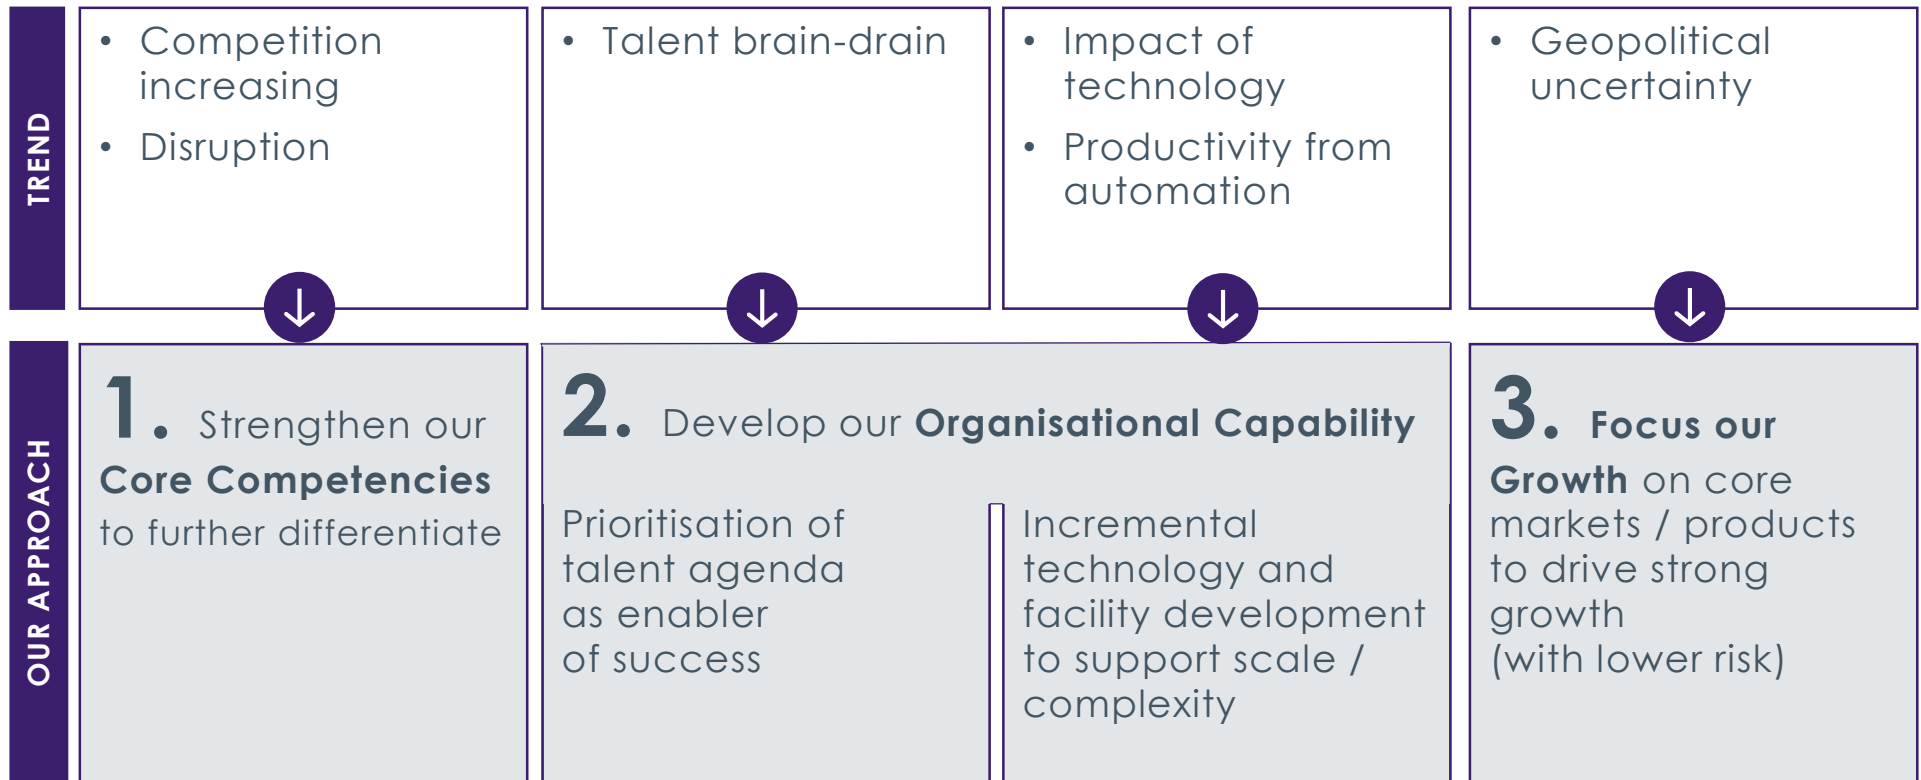 TREND
• Competition
increasing
• Disruption
• Talent brain-drain
• Impact of
technology
• Productivity from
automation
• Geopolitical
uncertainty
OUR APPROACH
1. Strengthen our
Core Competencies
to further differentiate
2. Develop our Organisational Capability
Prioritisation of
talent agenda
as enabler
of success
Incremental
technology and
facility development
to support scale /
complexity
3. Focus our
Growth on core
markets / products
to drive strong
growth
(with lower risk)